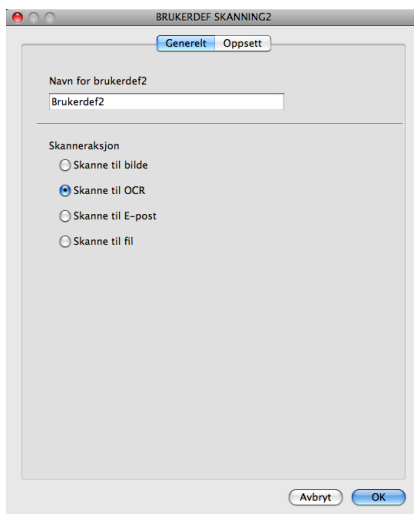 BRUKERDEF SKANNING2
Generelt Oppsett
Navn for brukerdef2
Brukerdef2
Skanneraksjon
Skanne til bilde
Skanne til OCR
Skanne til E-post
Skanne til fil
Avbryt OK